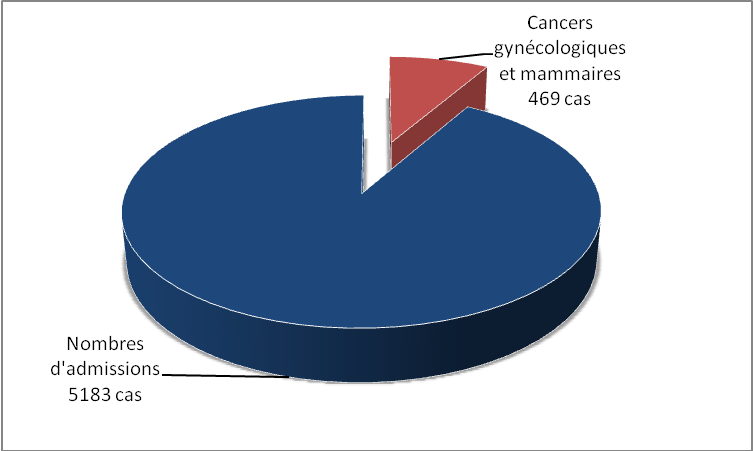 Cancers
gynécologiques
et mammaires
469 cas
Nombres
d'admissions
5183 cas